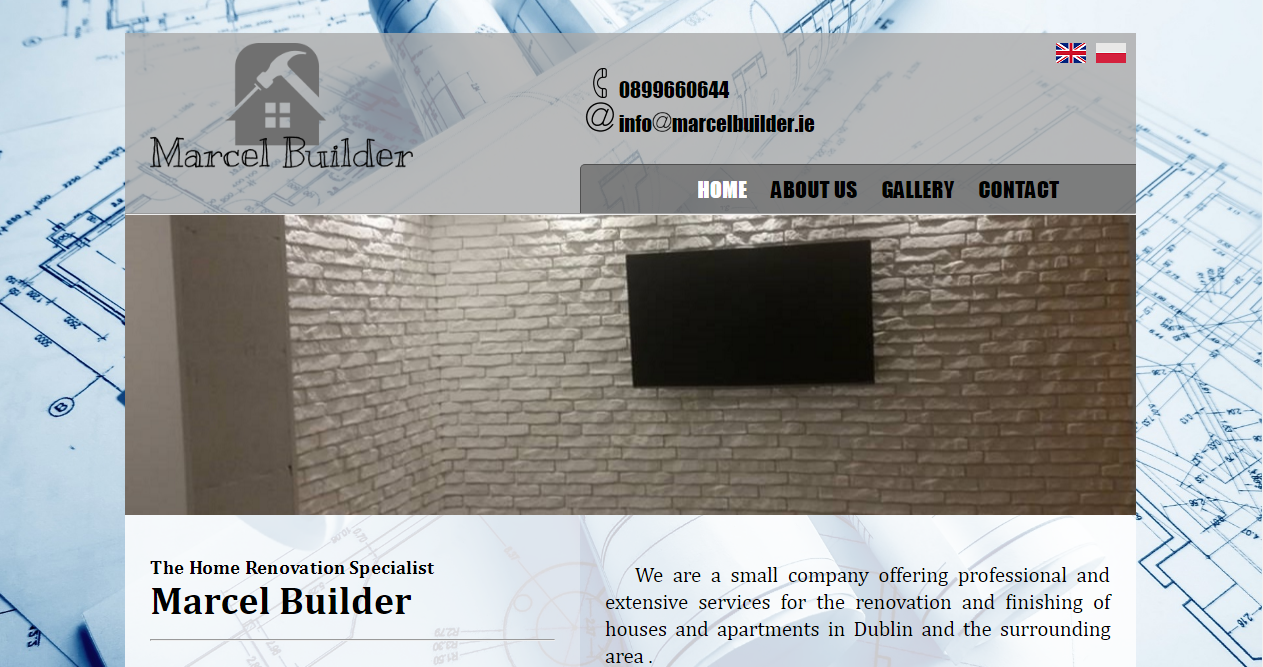 Marcel Builder
0899660644
info@marcelbuilder.ie
HOME ABOUT US GALLERY CONTACT
The Home Renovation Specialist
Marcel Builder
We are a small company offering professional and
extensive services for the renovation and finishing of
houses and apartments in Dublin and the surrounding
area .